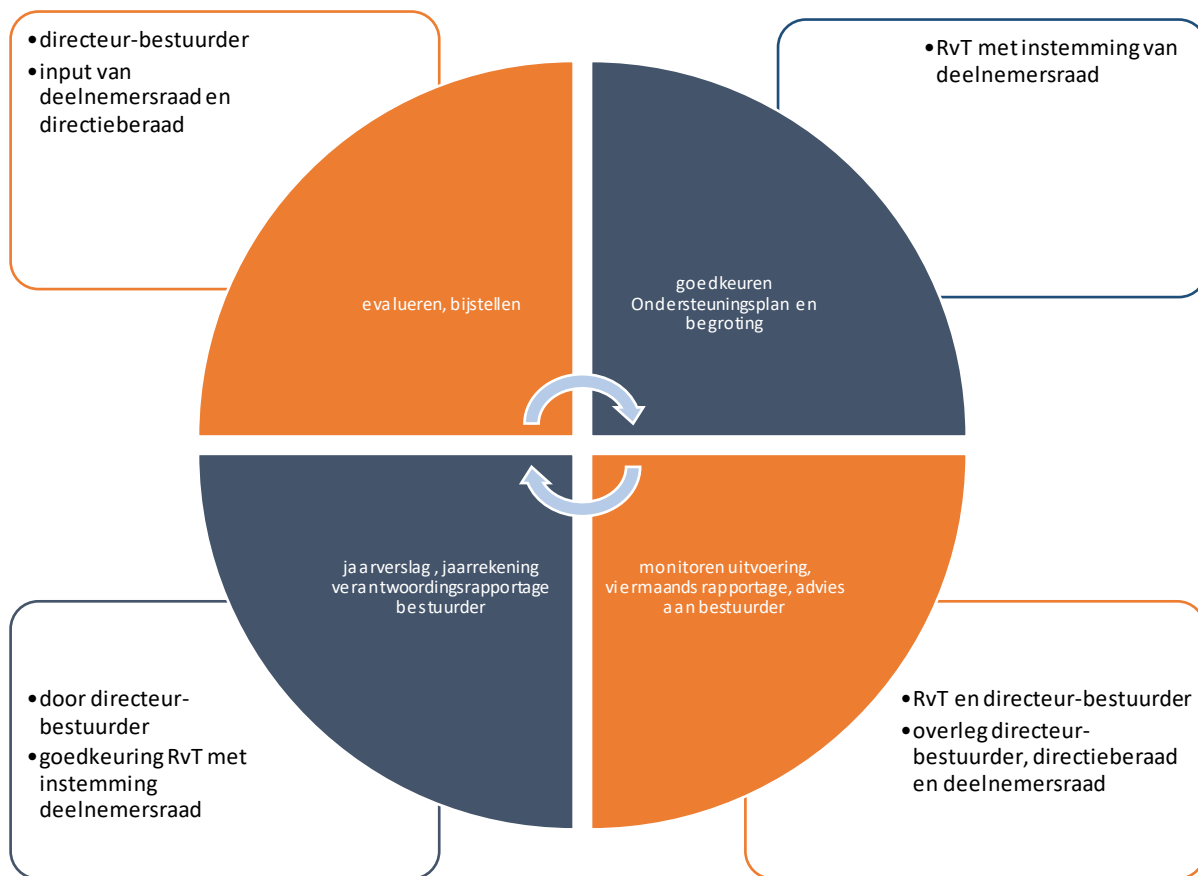 •directeur-bestuurder
•input van
deelnemersraad en
directieberaad
•RvT met instemming van
deelnemersraad
evalueren, bijstellen
goedkeuren
Ondersteuningsplan en
begroting
jaarverslag , jaarrekening
verantwoordingsrapportage
bestuurder
monitoren uitvoering,
viermaands rapportage, advies
aan bestuurder
•door directeur-
bestuurder
•goedkeuring RvT met
instemming
deelnemersraad
•RvT en directeur-bestuurder
•overleg directeur-
bestuurder, directieberaad
en deelnemersraad